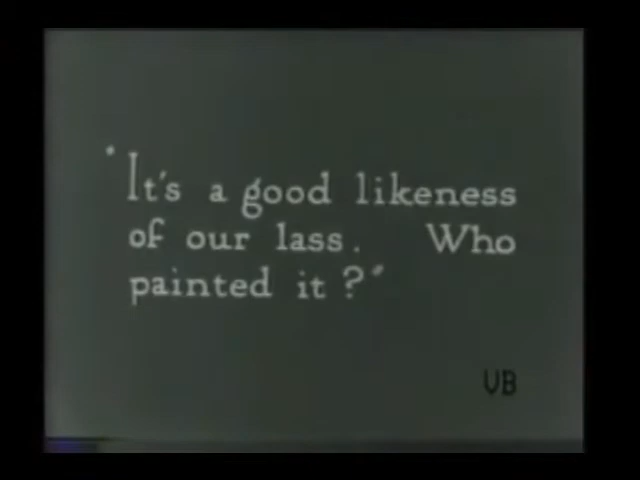 "It's a good likeness
of our lass. Who
painted it?"
VB